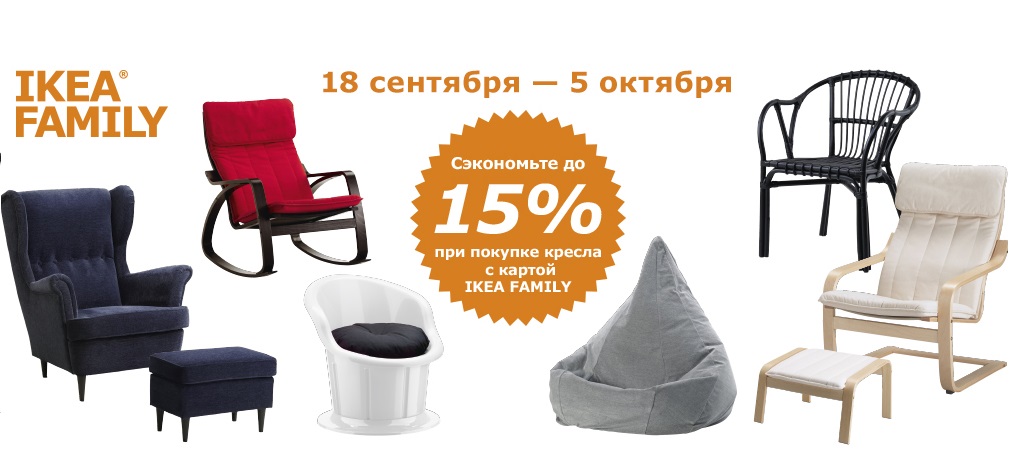 IKEA®
FAMILY
18 сентября — 5 октября
Сэкономьте до
15%
при покупке кресла
с картой
IKEA FAMILY